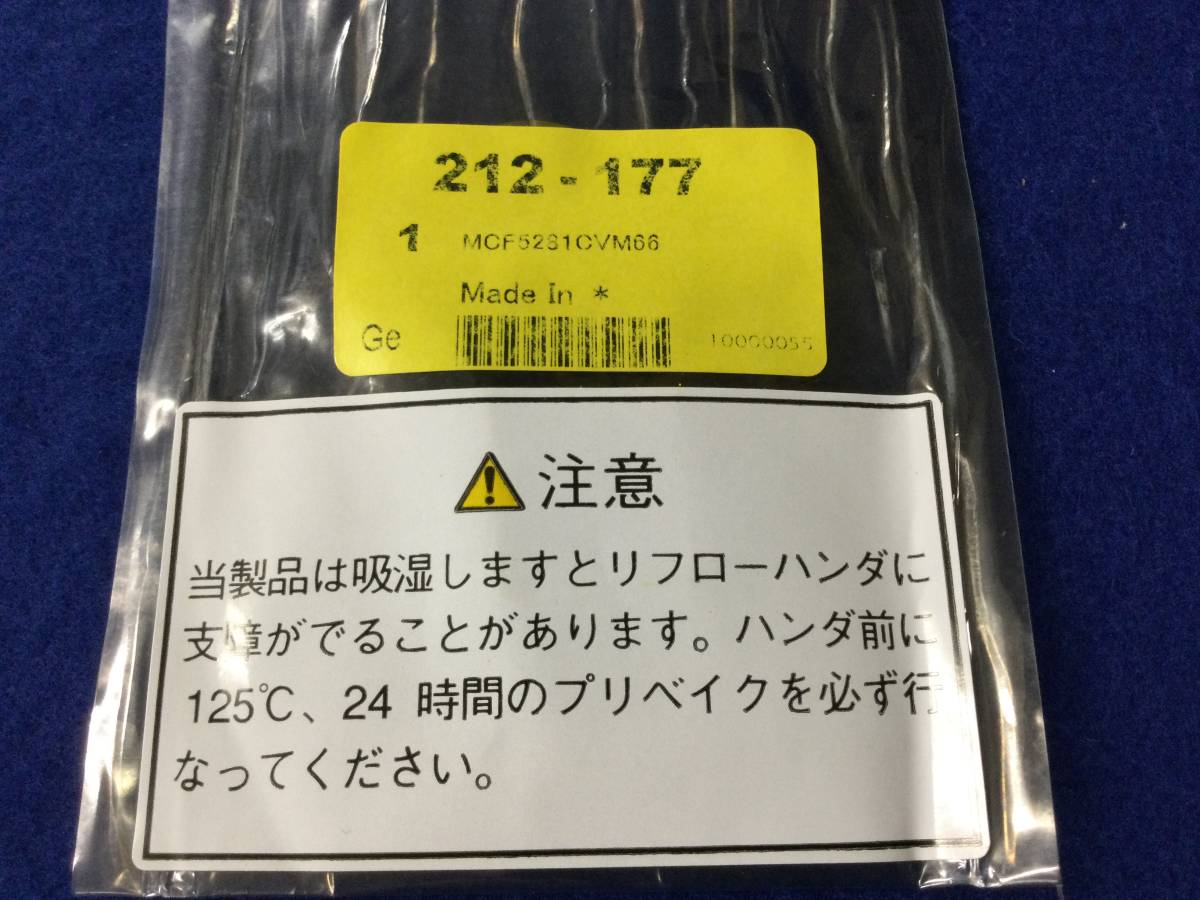 212-177
1 MCF5281CVM66
Made In *
Ge 10000055
注意
当製品は吸湿しますとリフローハンダに
支障がでることがあります。ハンダ前に
125℃、24 時間のプリベイクを必ず行
なってください。